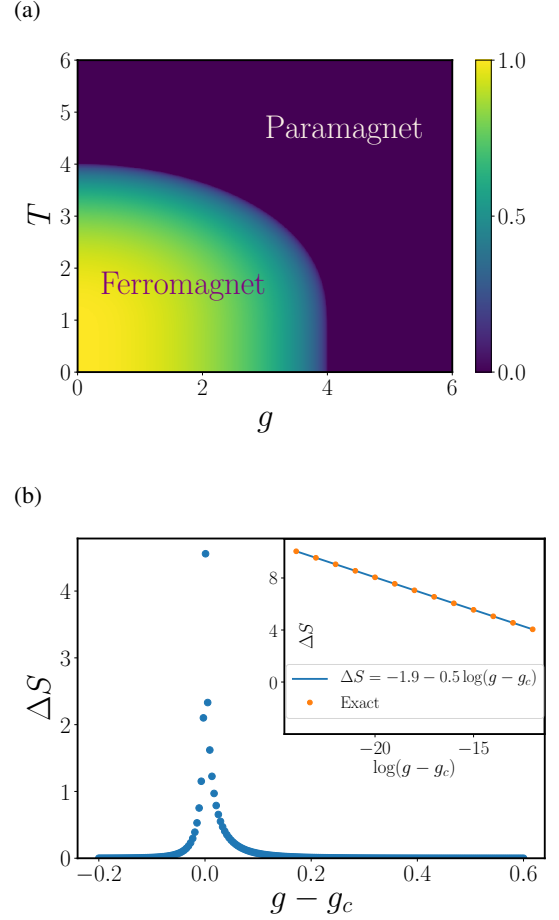 (a)
6
5
4
3
2
1
0
T
Paramagnet
Ferromagnet
0 2 4 6
g
1.0
0.5
0.0
(b)
4
3
2
1
0
ΔS
−0.2 0.0 0.2 0.4 0.6
g − g_c
8
4
0
ΔS
ΔS = −1.9 − 0.5 log(g − g_c)
Exact
−20 −15
log(g − g_c)